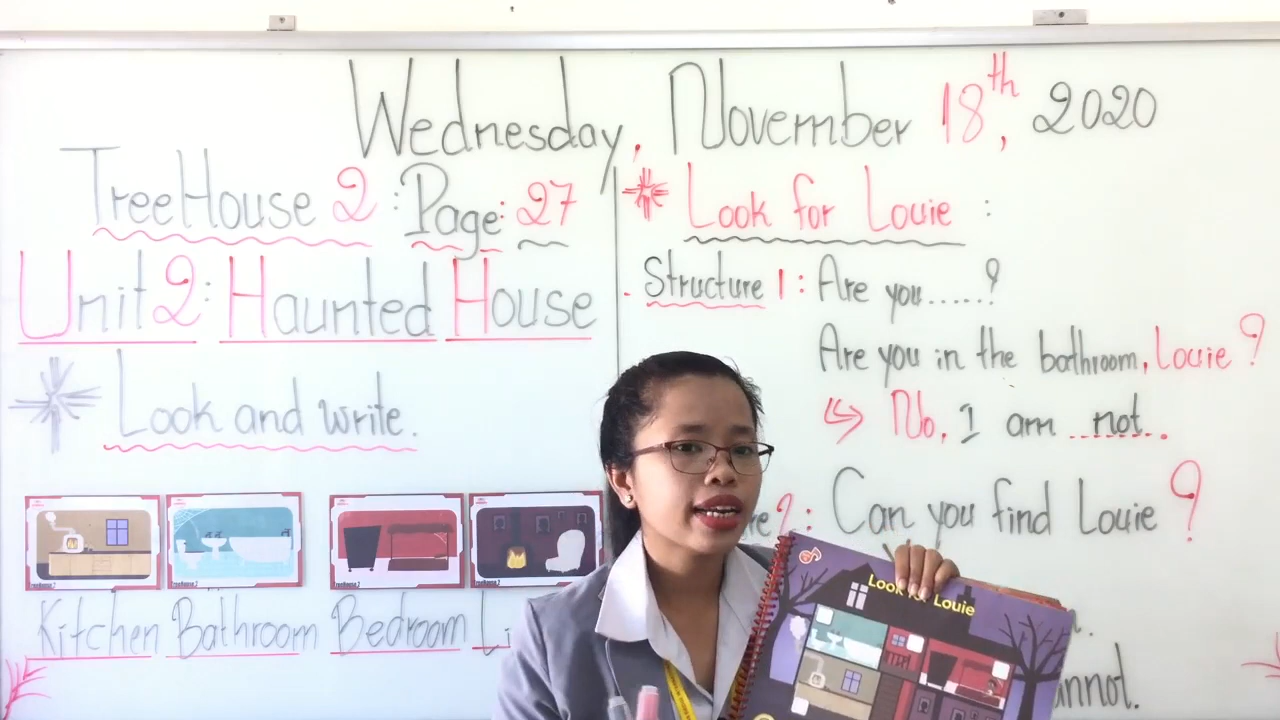 Wednesday, November 18th, 2020
TreeHouse 2 : Page: 27
Unit 2: Haunted House
Look and write.
Kitchen Bathroom Bedroom
Look for Louie :
Structure 1: Are you......?
Are you in the bathroom, Louie?
No, I am not.
2: Can you find Louie?
Look for Louie